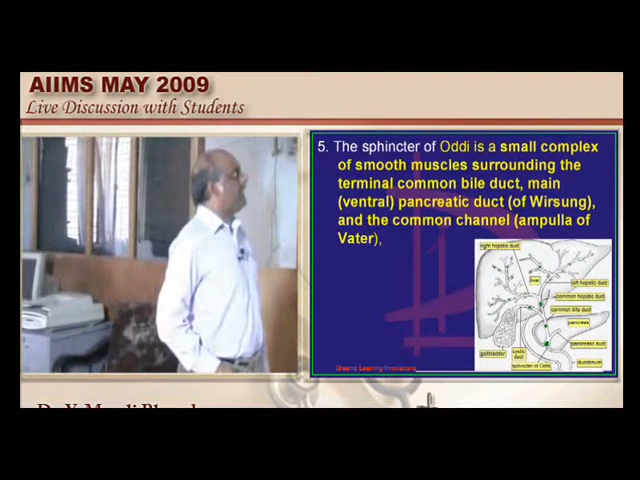 AIIMS MAY 2009
Live Discussion with Students
5. The sphincter of Oddi is a small complex
of smooth muscles surrounding the
terminal common bile duct, main
(ventral) pancreatic duct (of Wirsung),
and the common channel (ampulla of
Vater),
right hepatic duct
liver
left hepatic duct
common hepatic duct
common bile duct
pancreas
pancreatic duct
gallbladder
cystic
duct
duodenum
sphincter of Oddi